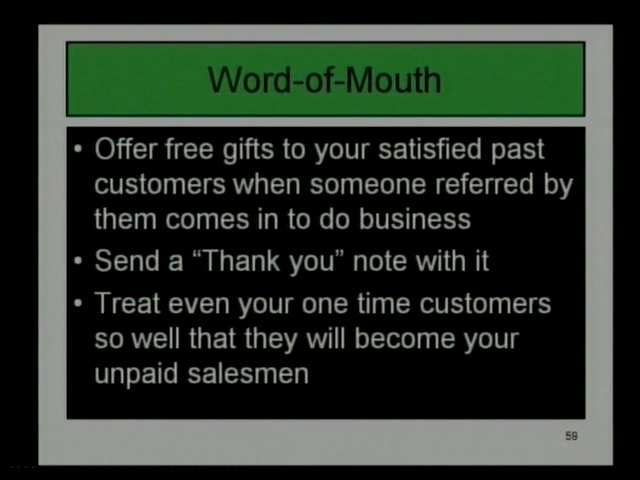 Word-of-Mouth
• Offer free gifts to your satisfied past
customers when someone referred by
them comes in to do business
• Send a “Thank you” note with it
• Treat even your one time customers
so well that they will become your
unpaid salesmen
59